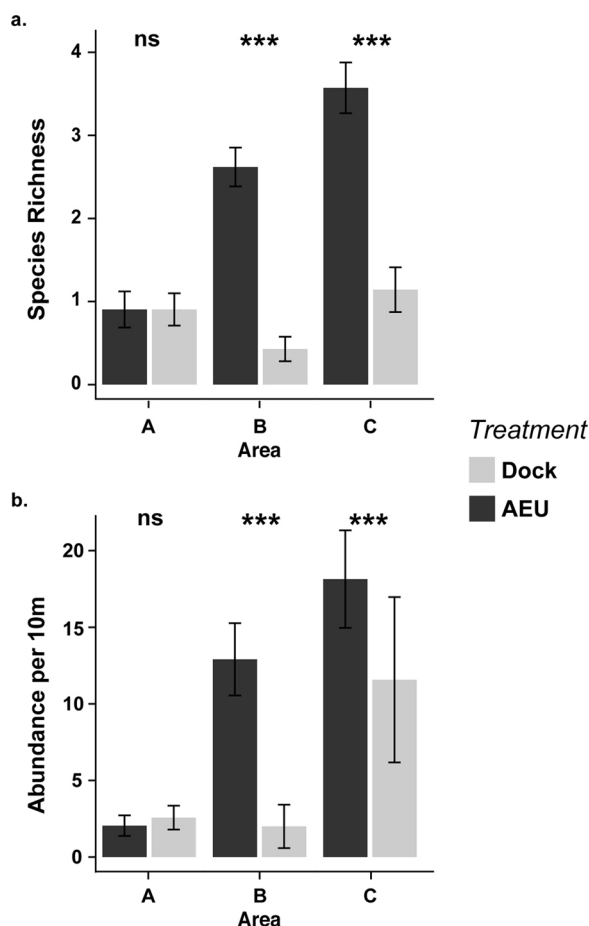 a.
ns *** ***
Species Richness
4
3
2
1
0
A B C
Area
Treatment
Dock
AEU
b.
ns *** ***
Abundance per 10m
20
15
10
5
0
A B C
Area